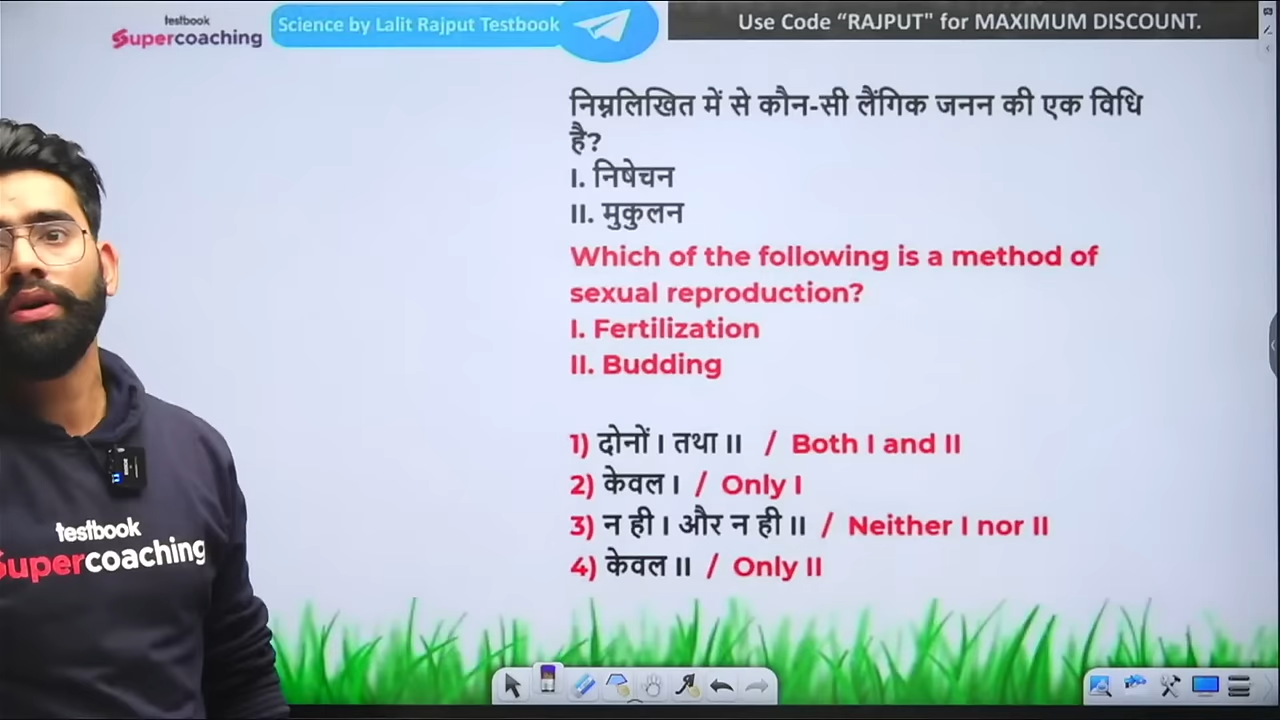 testbook
Supercoaching
Science by Lalit Rajput Testbook
Use Code “RAJPUT" for MAXIMUM DISCOUNT.
निम्नलिखित में से कौन-सी लैंगिक जनन की एक विधि
है?
I. निषेचन
II. मुकुलन
Which of the following is a method of
sexual reproduction?
I. Fertilization
II. Budding
1) दोनों I तथा II / Both I and II
2) केवल I / Only I
3) न ही I और न ही II / Neither I nor II
4) केवल II / Only II
testbook
Supercoaching